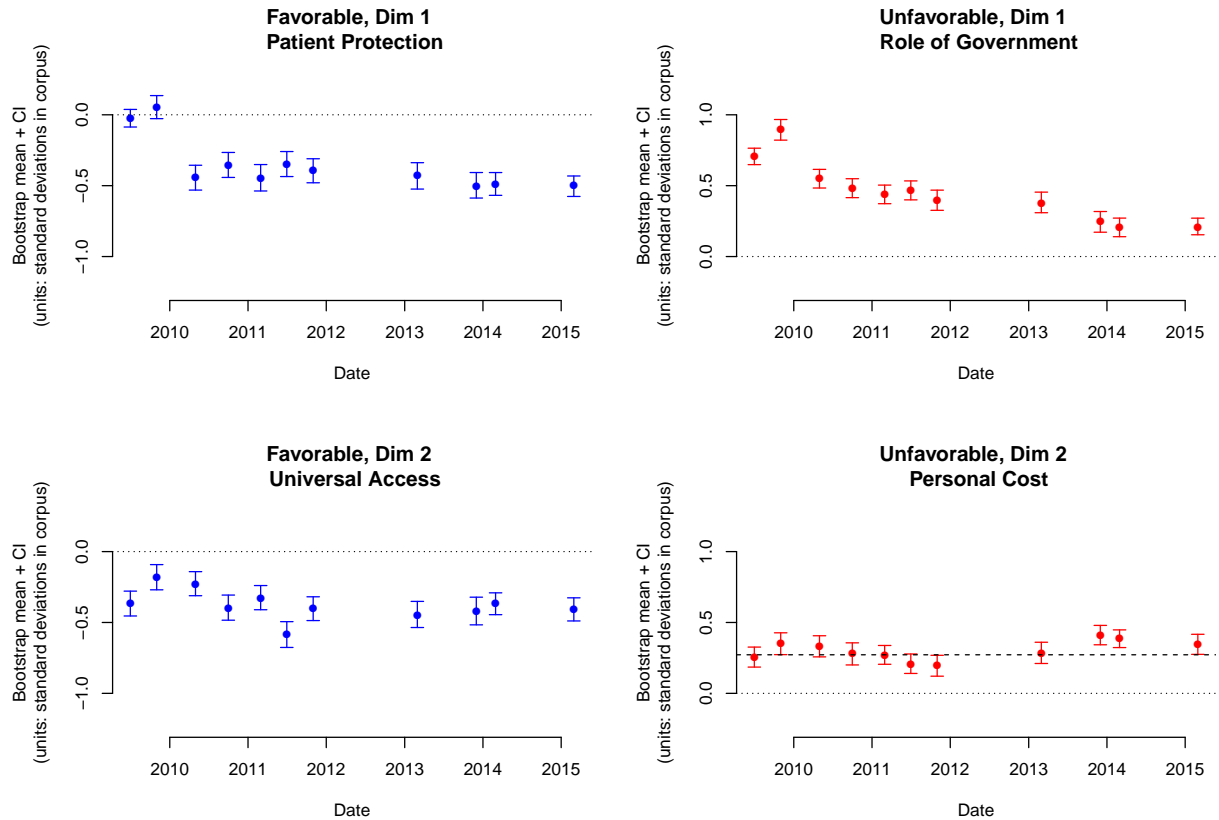 Favorable, Dim 1
Patient Protection
Bootstrap mean + CI
(units: standard deviations in corpus)
0.0
−0.5
−1.0
2010 2011 2012 2013 2014 2015
Date
Unfavorable, Dim 1
Role of Government
Bootstrap mean + CI
(units: standard deviations in corpus)
1.0
0.5
0.0
2010 2011 2012 2013 2014 2015
Date
Favorable, Dim 2
Universal Access
Bootstrap mean + CI
(units: standard deviations in corpus)
0.0
−0.5
−1.0
2010 2011 2012 2013 2014 2015
Date
Unfavorable, Dim 2
Personal Cost
Bootstrap mean + CI
(units: standard deviations in corpus)
1.0
0.5
0.0
2010 2011 2012 2013 2014 2015
Date